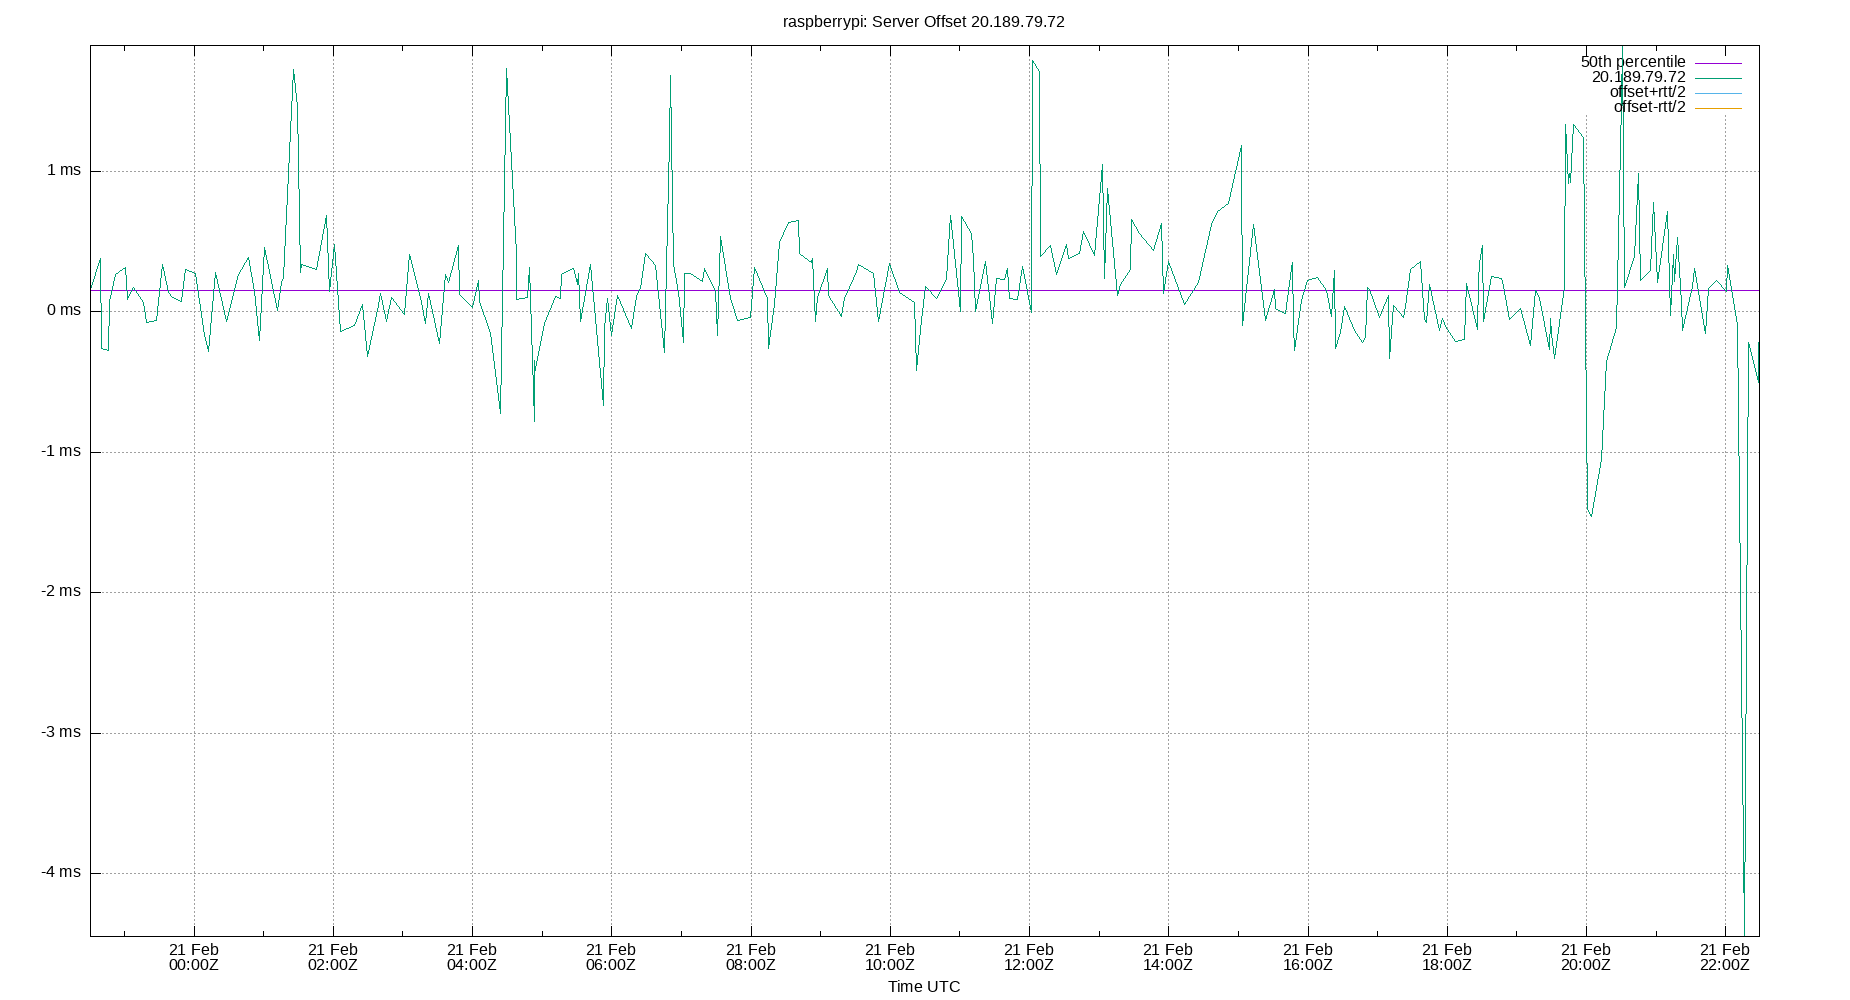 raspberrypi: Server Offset 20.189.79.72
50th percentile
20.189.79.72
offset+rtt/2
offset-rtt/2
1 ms
0 ms
-1 ms
-2 ms
-3 ms
-4 ms
21 Feb 21 Feb 21 Feb 21 Feb 21 Feb 21 Feb 21 Feb 21 Feb 21 Feb 21 Feb 21 Feb 21 Feb
00:00Z 02:00Z 04:00Z 06:00Z 08:00Z 10:00Z 12:00Z 14:00Z 16:00Z 18:00Z 20:00Z 22:00Z
Time UTC